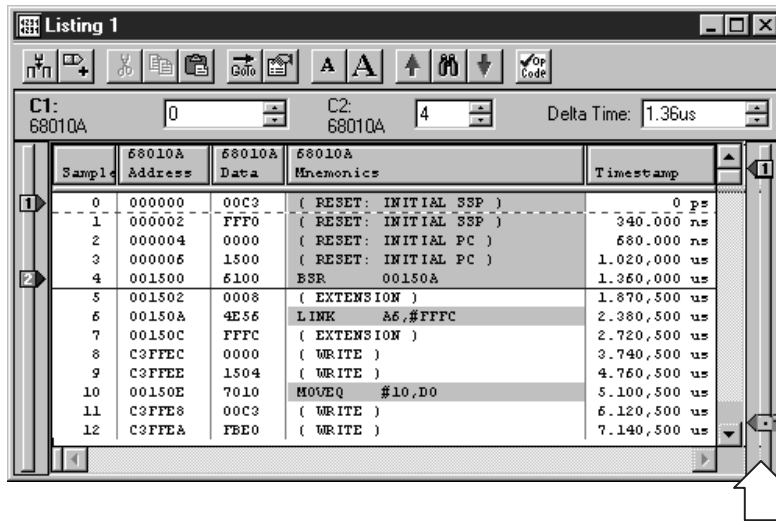 Listing 1
GoTo A A OP Code
C1: 68010A 0 C2: 68010A 4 Delta Time: 1.36us
68010A 68010A 68010A
Sample Address Data Mnemonics Timestamp
0 000000 00C3 ( RESET: INITIAL SSP ) 0 ps
1 000002 FFF0 ( RESET: INITIAL SSP ) 340.000 ns
2 000004 0000 ( RESET: INITIAL PC ) 680.000 ns
3 000006 1500 ( RESET: INITIAL PC ) 1.020,000 us
4 001500 6100 BSR 00150A 1.360,000 us
5 001502 0008 ( EXTENSION ) 1.870,500 us
6 00150A 4E56 LINK A6,#FFFC 2.380,500 us
7 00150C FFFC ( EXTENSION ) 2.720,500 us
8 C3FFEC 0000 ( WRITE ) 3.740,500 us
9 C3FFEE 1504 ( WRITE ) 4.760,500 us
10 00150E 7010 MOVEQ #10,D0 5.100,500 us
11 C3FFE8 00C3 ( WRITE ) 6.120,500 us
12 C3FFEA FBE0 ( WRITE ) 7.140,500 us
1
2
1